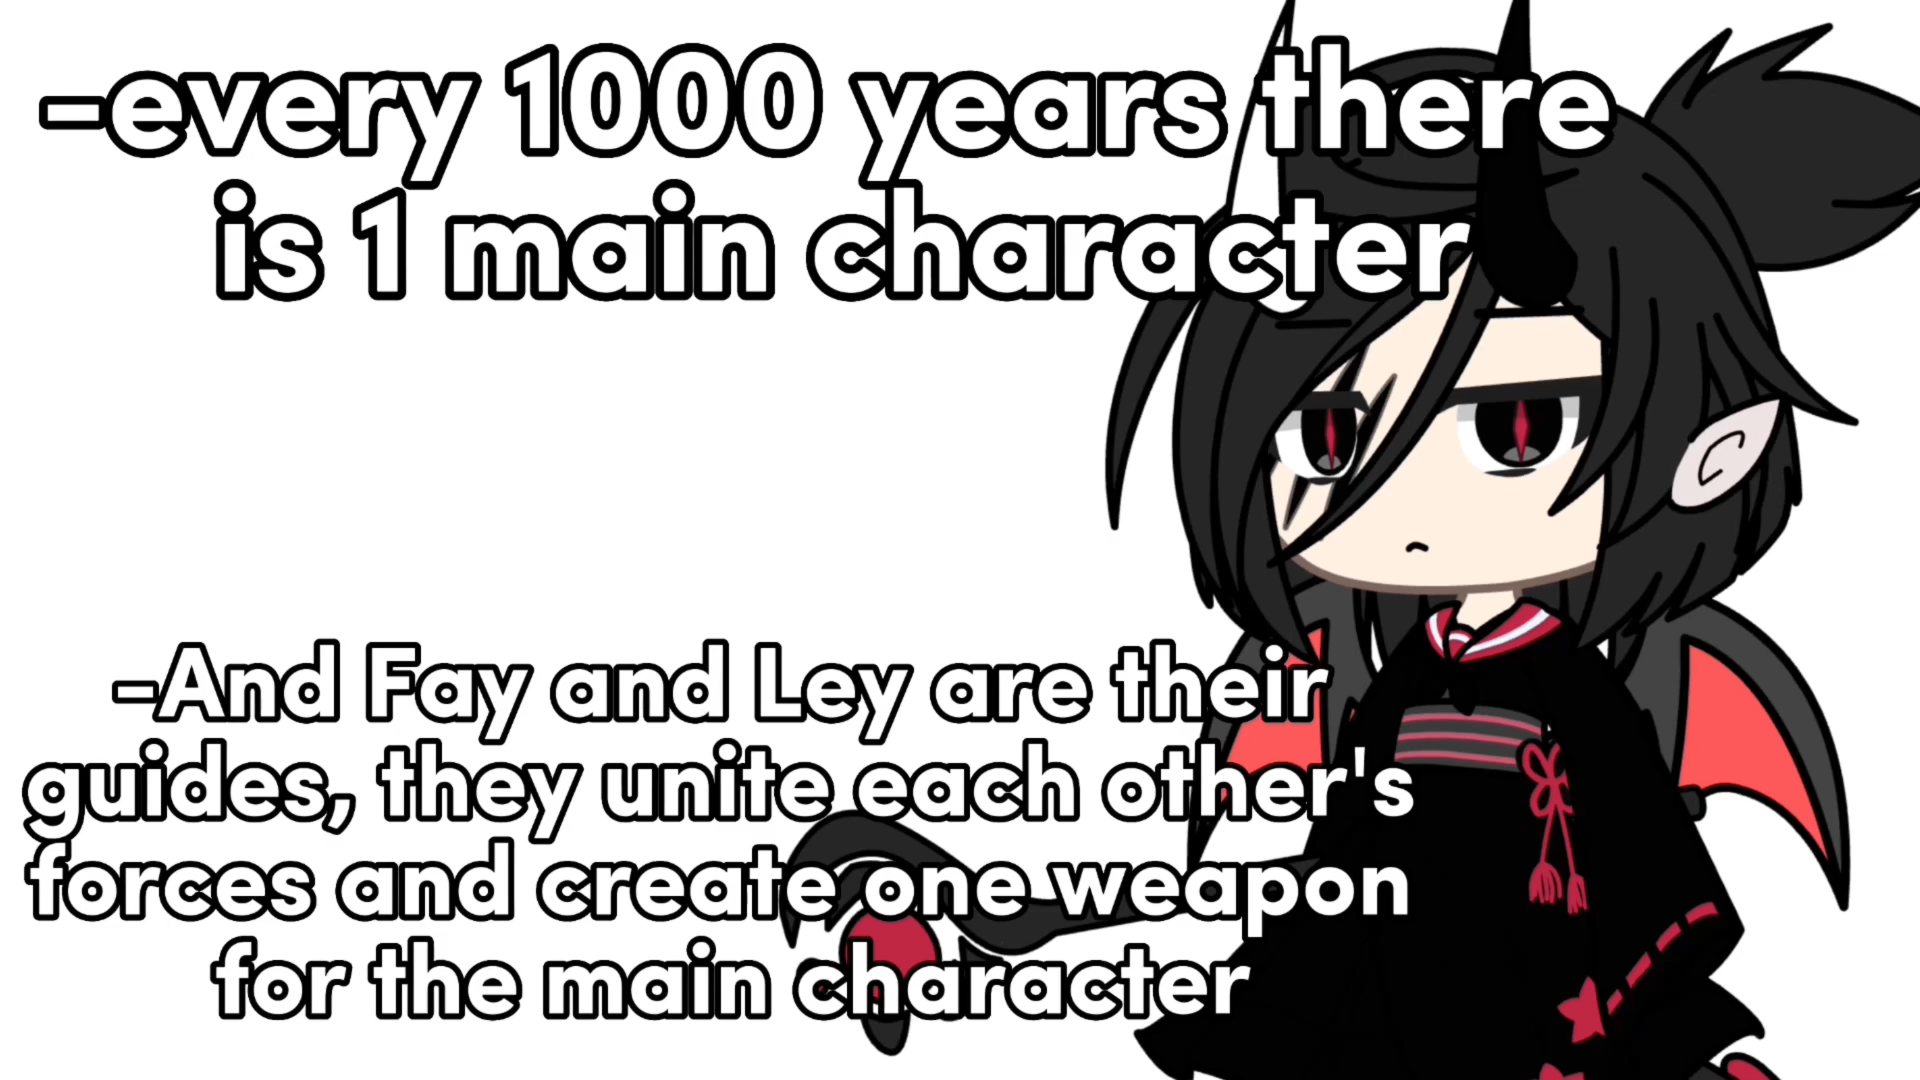 -every 1000 years there
is 1 main character
-And Fay and Ley are their
guides, they unite each other's
forces and create one weapon
for the main character